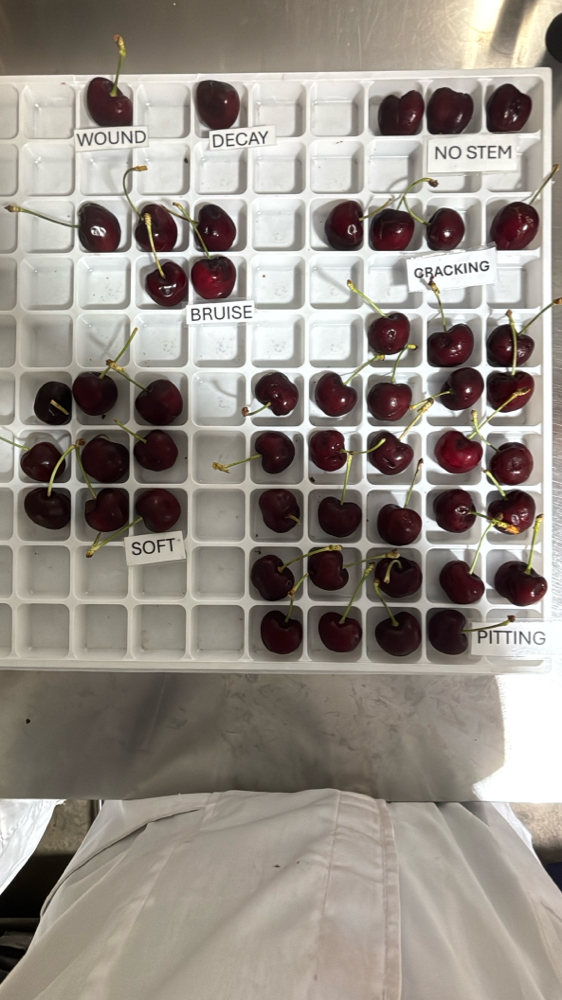 WOUND
DECAY
NO STEM
CRACKING
BRUISE
SOFT
PITTING